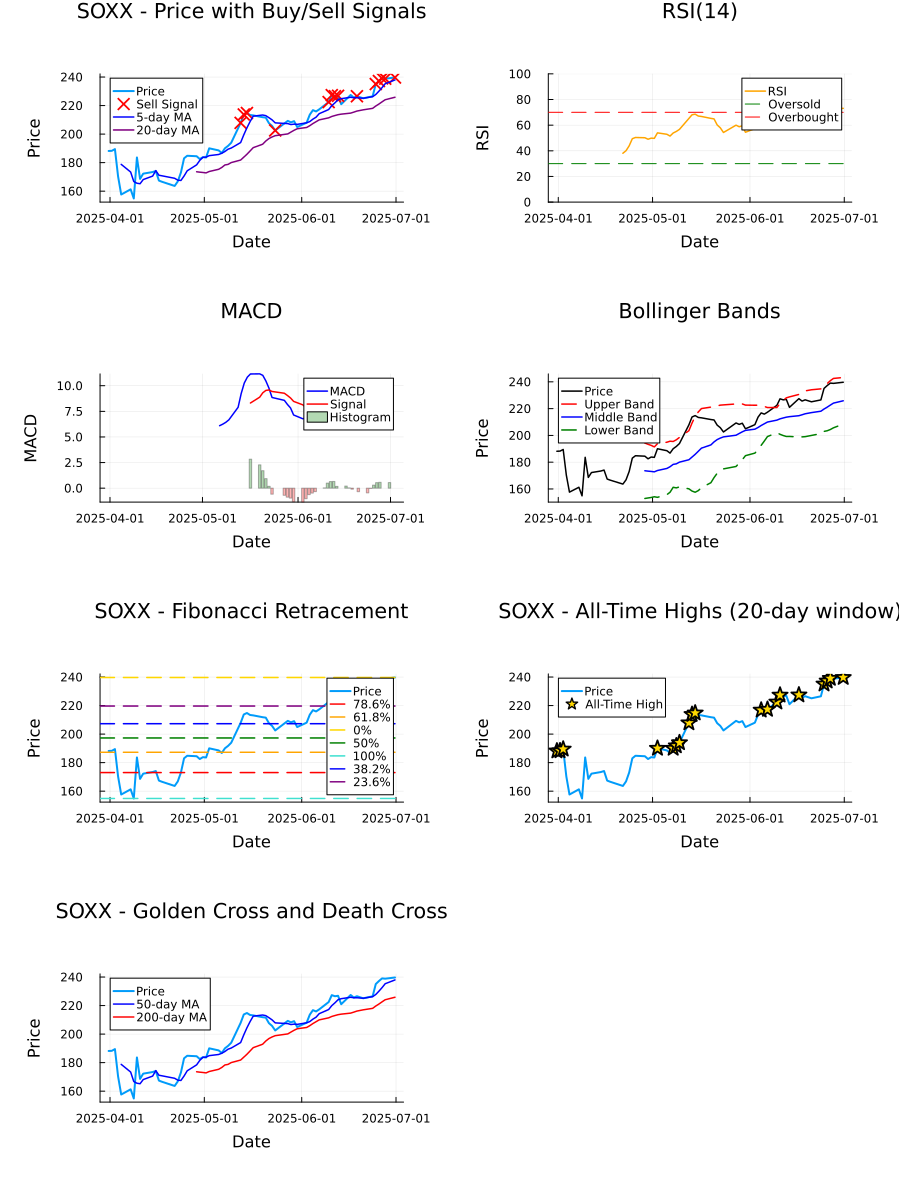 SOXX - Price with Buy/Sell Signals
240
220
200
180
160
Price
Price
Sell Signal
5-day MA
20-day MA
2025-04-01
2025-05-01
2025-06-01
2025-07-01
Date
RSI(14)
100
80
60
40
20
0
RSI
RSI
Oversold
Overbought
2025-04-01
2025-05-01
2025-06-01
2025-07-01
Date
MACD
10.0
7.5
5.0
2.5
0.0
MACD
MACD
Signal
Histogram
2025-04-01
2025-05-01
2025-06-01
2025-07-01
Date
Bollinger Bands
240
220
200
180
160
Price
Price
Upper Band
Middle Band
Lower Band
2025-04-01
2025-05-01
2025-06-01
2025-07-01
Date
SOXX - Fibonacci Retracement
240
220
200
180
160
Price
Price
78.6%
61.8%
0%
50%
100%
38.2%
23.6%
2025-04-01
2025-05-01
2025-06-01
2025-07-01
Date
SOXX - All-Time Highs (20-day window)
240
220
200
180
160
Price
Price
All-Time High
2025-04-01
2025-05-01
2025-06-01
2025-07-01
Date
SOXX - Golden Cross and Death Cross
240
220
200
180
160
Price
Price
50-day MA
200-day MA
2025-04-01
2025-05-01
2025-06-01
2025-07-01
Date